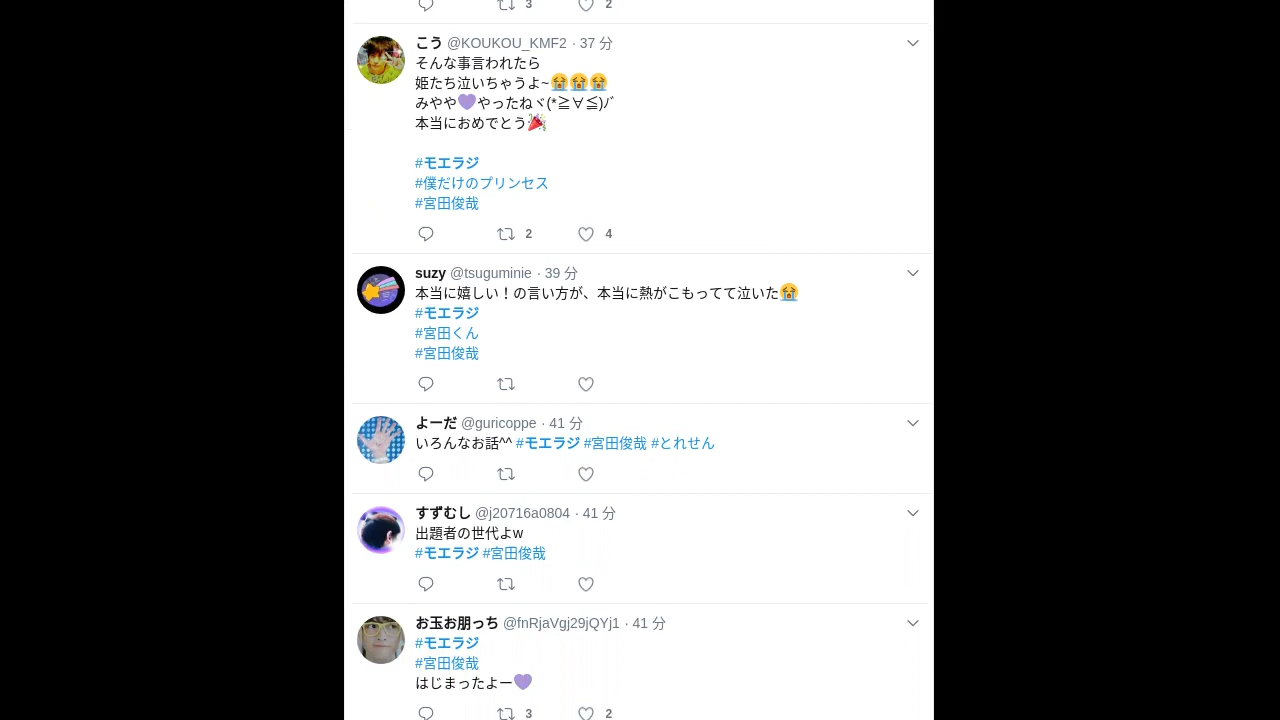 3 2
こう @KOUKOU_KMF2 · 37 分
そんな事言われたら
姫たち泣いちゃうよ~😭😭😭
みやや💜やったねヾ(*≧∀≦)ﾉﾞ
本当におめでとう🎉
#モエラジ
#僕だけのプリンセス
#宮田俊哉
2 4
suzy @tsuguminie · 39 分
本当に嬉しい！の言い方が、本当に熱がこもってて泣いた😭
#モエラジ
#宮田くん
#宮田俊哉
よーだ @guricoppe · 41 分
いろんなお話^^ #モエラジ #宮田俊哉 #とれせん
すずむし @j20716a0804 · 41 分
出題者の世代よw
#モエラジ #宮田俊哉
お玉お朋っち @fnRjaVgj29jQYj1 · 41 分
#モエラジ
#宮田俊哉
はじまったよー💜
3 2